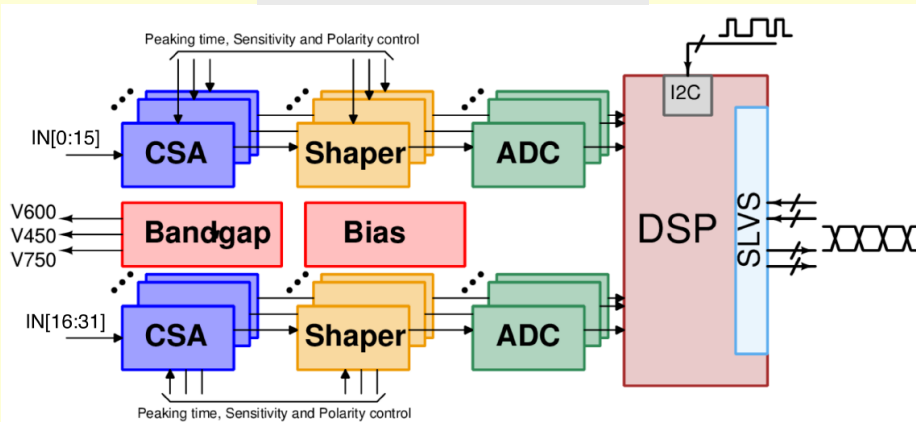 Peaking time, Sensitivity and Polarity control
I2C
IN[0:15]
CSA
Shaper
ADC
V600
V450
V750
Bandgap
Bias
DSP
SLVS
IN[16:31]
CSA
Shaper
ADC
Peaking time, Sensitivity and Polarity control